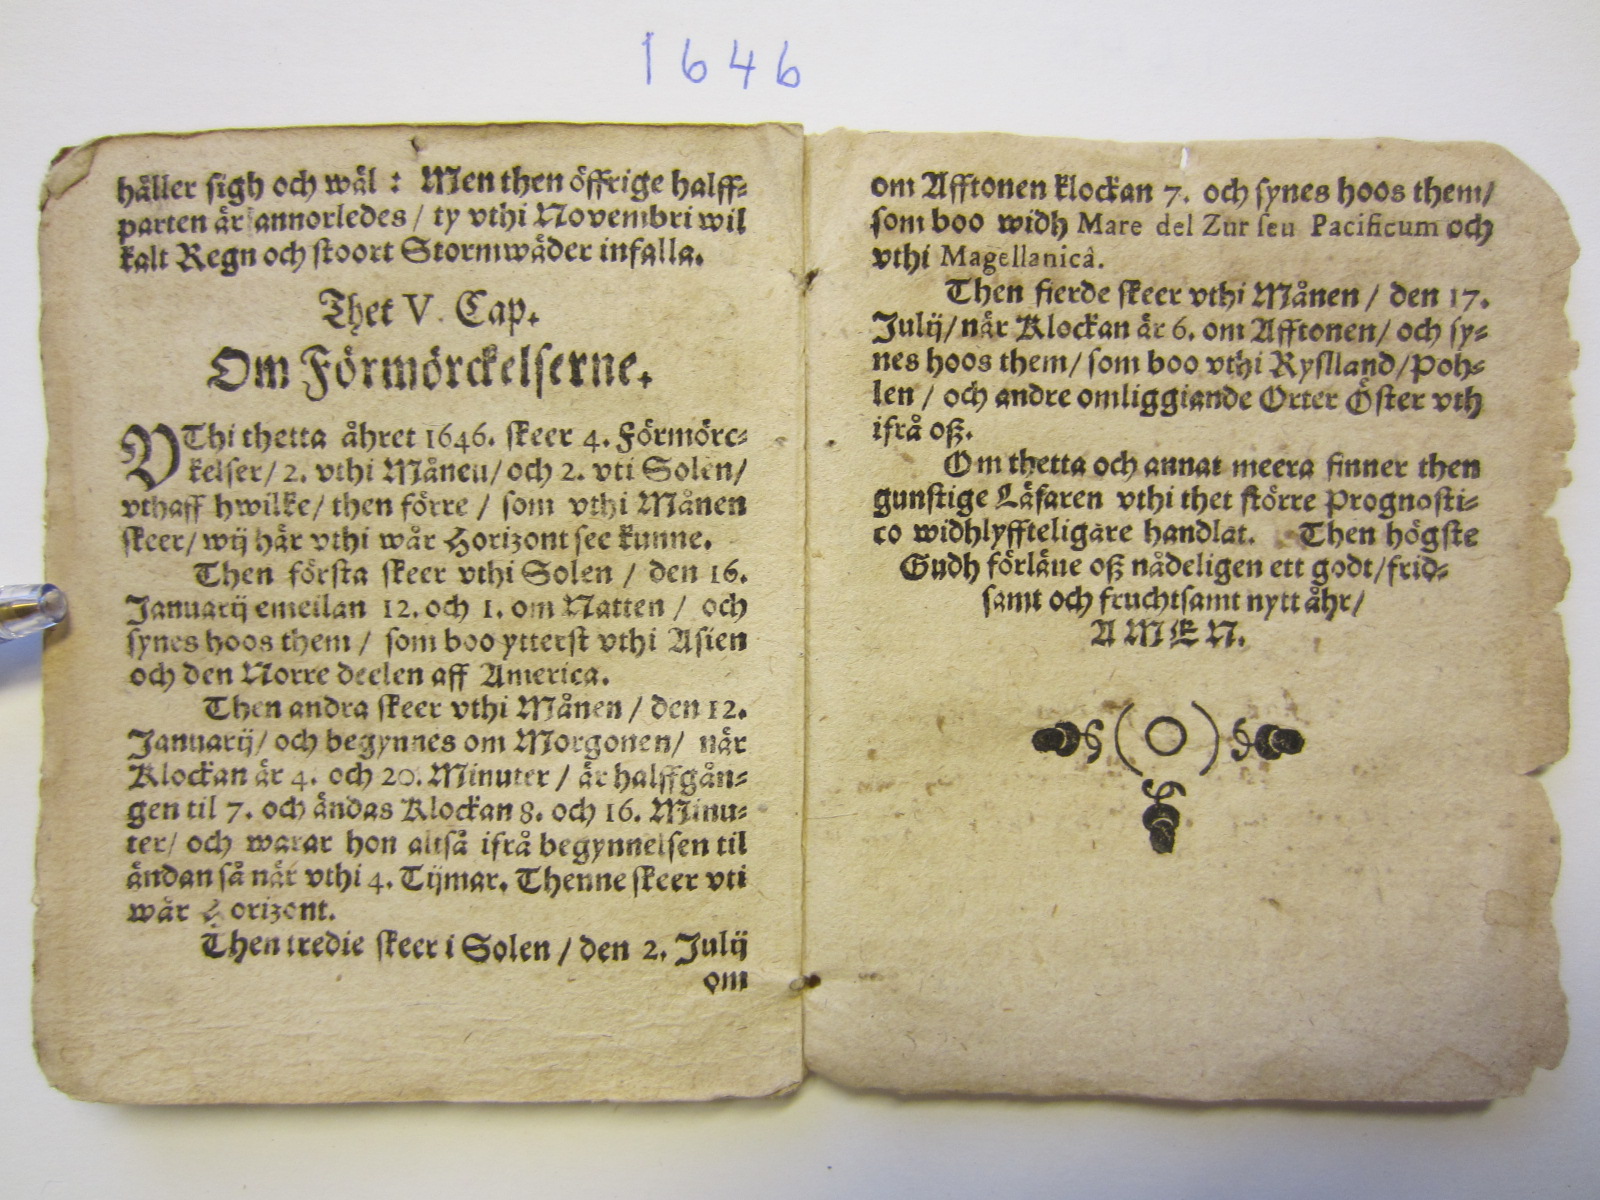 1646
håller sigh och wäl : Men then öffrige halff-
parten är annorledes / ty vthi Novembri wil
kalt Regn och stoort Stormwäder infalla.
Thet V. Cap.
Om Förmörckelserne.
VThi thetta åhret 1646. skeer 4. Förmörc-
kelser / 2. vthi Månen / och 2. vti Solen /
vthaff hwilke / then förre / som vthi Månen
skeer / wij här vthi wår Horizont see kunne.
Then första skeer vthi Solen / den 16.
Januarij emellan 12. och 1. om Natten / och
synes hoos them / som boo ytterst vthi Asien
och den Norre deelen aff America.
Then andra skeer vthi Månen / den 12.
Januarij / och begynnes om Morgonen / när
Klockan är 4. och 20. Minuter / är halffgån-
gen til 7. och ändas Klockan 8. och 16. Minu-
ter / och warar hon altså ifrå begynnelsen til
ändan så när vthi 4. Tijmar. Thenne skeer vti
wår Horizont.
Then tredie skeer i Solen / den 2. Julij
om
om Afftonen klockan 7. och synes hoos them /
som boo widh Mare del Zur seu Pacificum och
vthi Magellanicâ.
Then fierde skeer vthi Månen / den 17.
Julij / när Klockan är 6. om Afftonen / och sy-
nes hoos them / som boo vthi Ryssland / Poh-
len / och andre omliggiande Orter Öster vth
ifrå oß.
Om thetta och annat meera finner then
gunstige Läsaren vthi thet större Prognosti-
co widhlyffteligare handlat. Then högste
Gudh förläne oß nådeligen ett godt / frid-
samt och fruchtsamt nytt åhr /
AMEN.